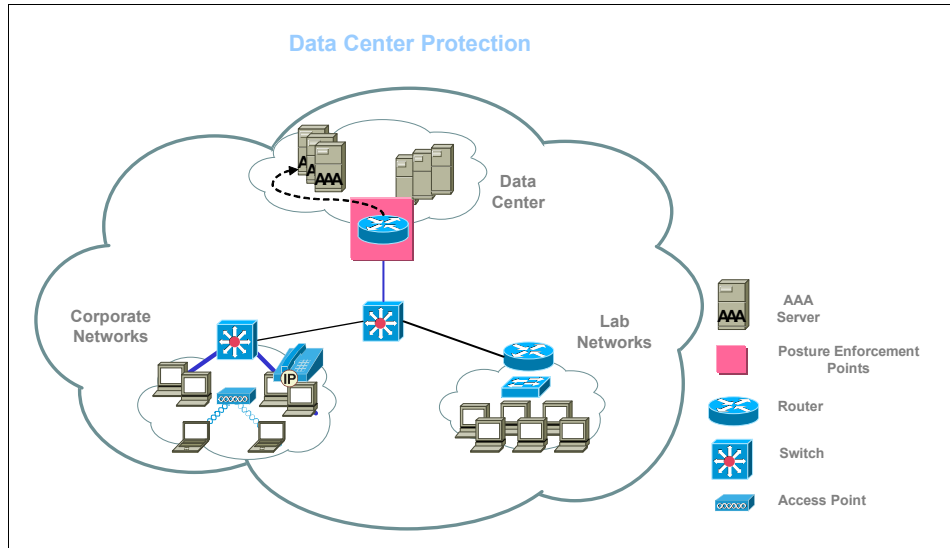 Data Center Protection
A
A
AAA
Data
Center
Corporate
Networks
Lab
Networks
IP
AAA
AAA
Server
Posture Enforcement
Points
Router
Switch
Access Point